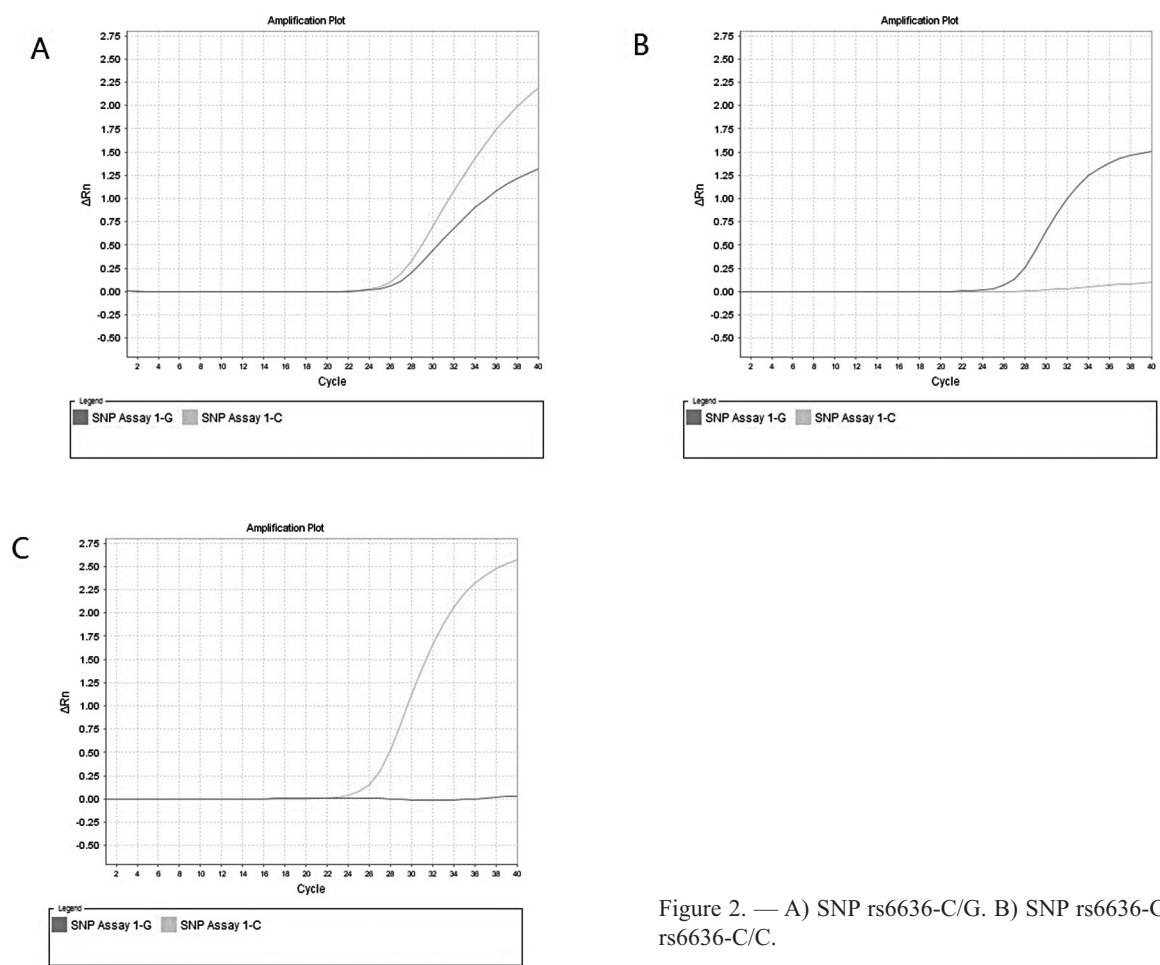 A
Amplification Plot
2.75
2.50
2.25
2.00
1.75
1.50
1.25
1.00
0.75
0.50
0.25
0.00
-0.25
-0.50
ΔRn
2 4 6 8 10 12 14 16 18 20 22 24 26 28 30 32 34 36 38 40
Cycle
Legend
SNP Assay 1-G SNP Assay 1-C
B
Amplification Plot
2.75
2.50
2.25
2.00
1.75
1.50
1.25
1.00
0.75
0.50
0.25
0.00
-0.25
-0.50
ΔRn
2 4 6 8 10 12 14 16 18 20 22 24 26 28 30 32 34 36 38 40
Cycle
Legend
SNP Assay 1-G SNP Assay 1-C
C
Amplification Plot
2.75
2.50
2.25
2.00
1.75
1.50
1.25
1.00
0.75
0.50
0.25
0.00
-0.25
-0.50
ΔRn
2 4 6 8 10 12 14 16 18 20 22 24 26 28 30 32 34 36 38 40
Cycle
Legend
SNP Assay 1-G SNP Assay 1-C
Figure 2. — A) SNP rs6636-C/G. B) SNP rs6636-C
rs6636-C/C.